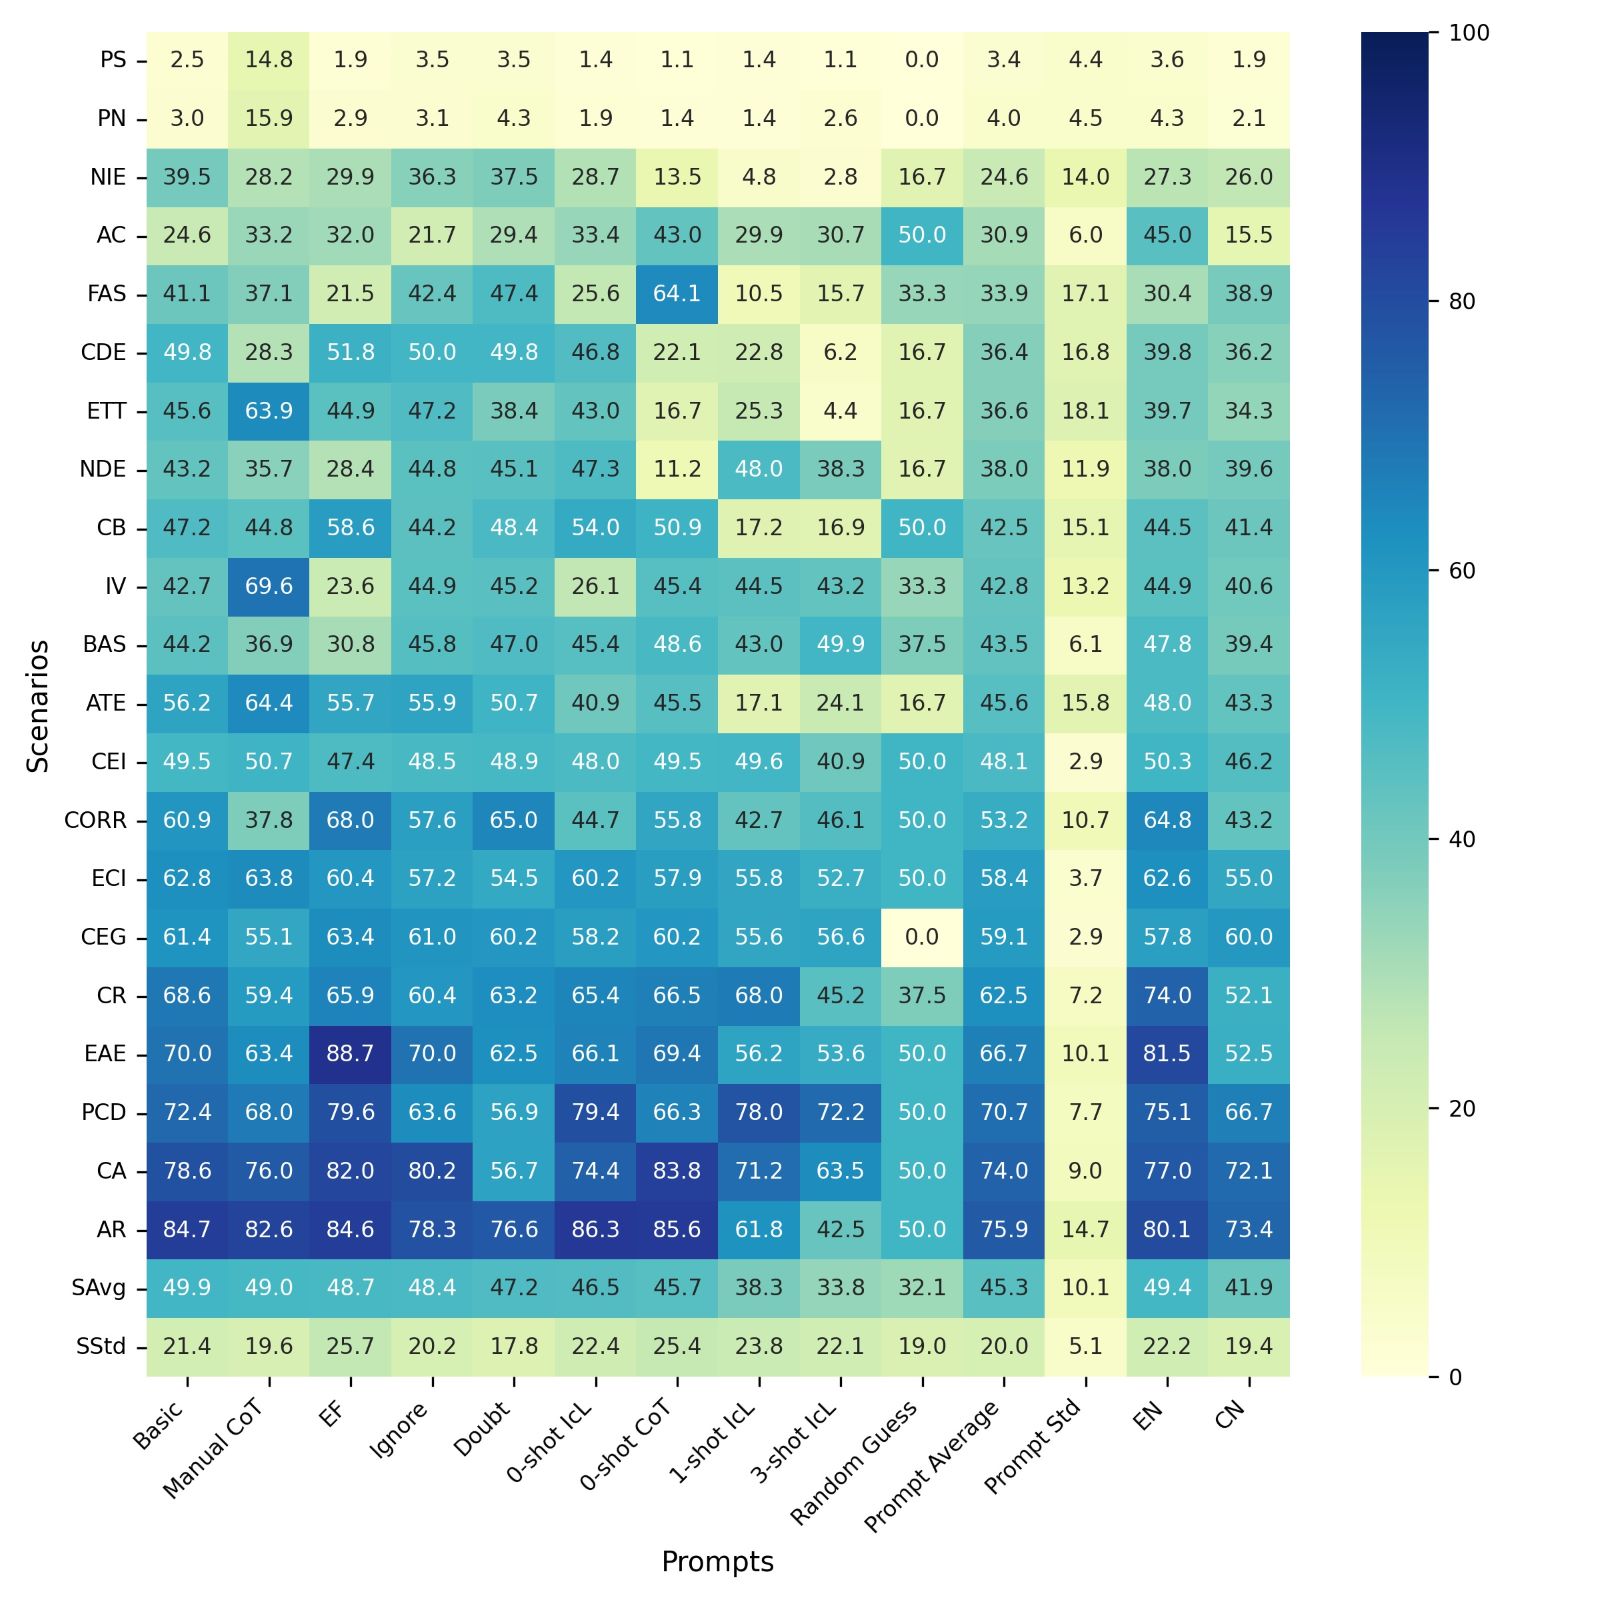 PS 2.5 14.8 1.9 3.5 3.5 1.4 1.1 1.4 1.1 0.0 3.4 4.4 3.6 1.9
PN 3.0 15.9 2.9 3.1 4.3 1.9 1.4 1.4 2.6 0.0 4.0 4.5 4.3 2.1
NIE 39.5 28.2 29.9 36.3 37.5 28.7 13.5 4.8 2.8 16.7 24.6 14.0 27.3 26.0
AC 24.6 33.2 32.0 21.7 29.4 33.4 43.0 29.9 30.7 50.0 30.9 6.0 45.0 15.5
FAS 41.1 37.1 21.5 42.4 47.4 25.6 64.1 10.5 15.7 33.3 33.9 17.1 30.4 38.9
CDE 49.8 28.3 51.8 50.0 49.8 46.8 22.1 22.8 6.2 16.7 36.4 16.8 39.8 36.2
ETT 45.6 63.9 44.9 47.2 38.4 43.0 16.7 25.3 4.4 16.7 36.6 18.1 39.7 34.3
NDE 43.2 35.7 28.4 44.8 45.1 47.3 11.2 48.0 38.3 16.7 38.0 11.9 38.0 39.6
CB 47.2 44.8 58.6 44.2 48.4 54.0 50.9 17.2 16.9 50.0 42.5 15.1 44.5 41.4
IV 42.7 69.6 23.6 44.9 45.2 26.1 45.4 44.5 43.2 33.3 42.8 13.2 44.9 40.6
BAS 44.2 36.9 30.8 45.8 47.0 45.4 48.6 43.0 49.9 37.5 43.5 6.1 47.8 39.4
ATE 56.2 64.4 55.7 55.9 50.7 40.9 45.5 17.1 24.1 16.7 45.6 15.8 48.0 43.3
CEI 49.5 50.7 47.4 48.5 48.9 48.0 49.5 49.6 40.9 50.0 48.1 2.9 50.3 46.2
CORR 60.9 37.8 68.0 57.6 65.0 44.7 55.8 42.7 46.1 50.0 53.2 10.7 64.8 43.2
ECI 62.8 63.8 60.4 57.2 54.5 60.2 57.9 55.8 52.7 50.0 58.4 3.7 62.6 55.0
CEG 61.4 55.1 63.4 61.0 60.2 58.2 60.2 55.6 56.6 0.0 59.1 2.9 57.8 60.0
CR 68.6 59.4 65.9 60.4 63.2 65.4 66.5 68.0 45.2 37.5 62.5 7.2 74.0 52.1
EAE 70.0 63.4 88.7 70.0 62.5 66.1 69.4 56.2 53.6 50.0 66.7 10.1 81.5 52.5
PCD 72.4 68.0 79.6 63.6 56.9 79.4 66.3 78.0 72.2 50.0 70.7 7.7 75.1 66.7
CA 78.6 76.0 82.0 80.2 56.7 74.4 83.8 71.2 63.5 50.0 74.0 9.0 77.0 72.1
AR 84.7 82.6 84.6 78.3 76.6 86.3 85.6 61.8 42.5 50.0 75.9 14.7 80.1 73.4
SAvg 49.9 49.0 48.7 48.4 47.2 46.5 45.7 38.3 33.8 32.1 45.3 10.1 49.4 41.9
SStd 21.4 19.6 25.7 20.2 17.8 22.4 25.4 23.8 22.1 19.0 20.0 5.1 22.2 19.4
Basic
Manual CoT
EF
Ignore
Doubt
0-shot IcL
0-shot CoT
1-shot IcL
3-shot IcL
Random Guess
Prompt Average
Prompt Std
EN
CN
Prompts
Scenarios
100
80
60
40
20
0